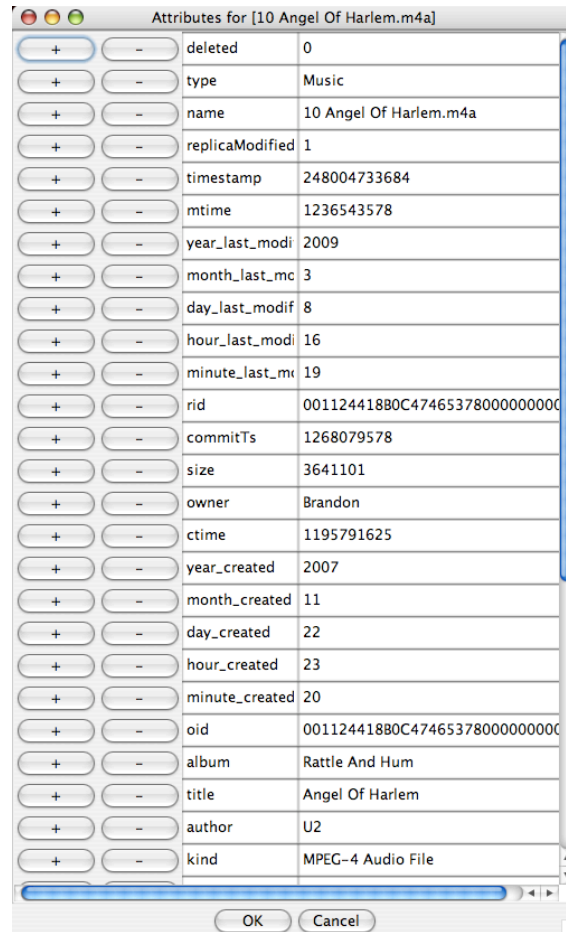 Attributes for [10 Angel Of Harlem.m4a]
+ - deleted 0
+ - type Music
+ - name 10 Angel Of Harlem.m4a
+ - replicaModified 1
+ - timestamp 248004733684
+ - mtime 1236543578
+ - year_last_modi 2009
+ - month_last_mo 3
+ - day_last_modif 8
+ - hour_last_modi 16
+ - minute_last_mo 19
+ - rid 001124418B0C47465378000000000
+ - commitTs 1268079578
+ - size 3641101
+ - owner Brandon
+ - ctime 1195791625
+ - year_created 2007
+ - month_created 11
+ - day_created 22
+ - hour_created 23
+ - minute_created 20
+ - oid 001124418B0C47465378000000000
+ - album Rattle And Hum
+ - title Angel Of Harlem
+ - author U2
+ - kind MPEG-4 Audio File
OK Cancel